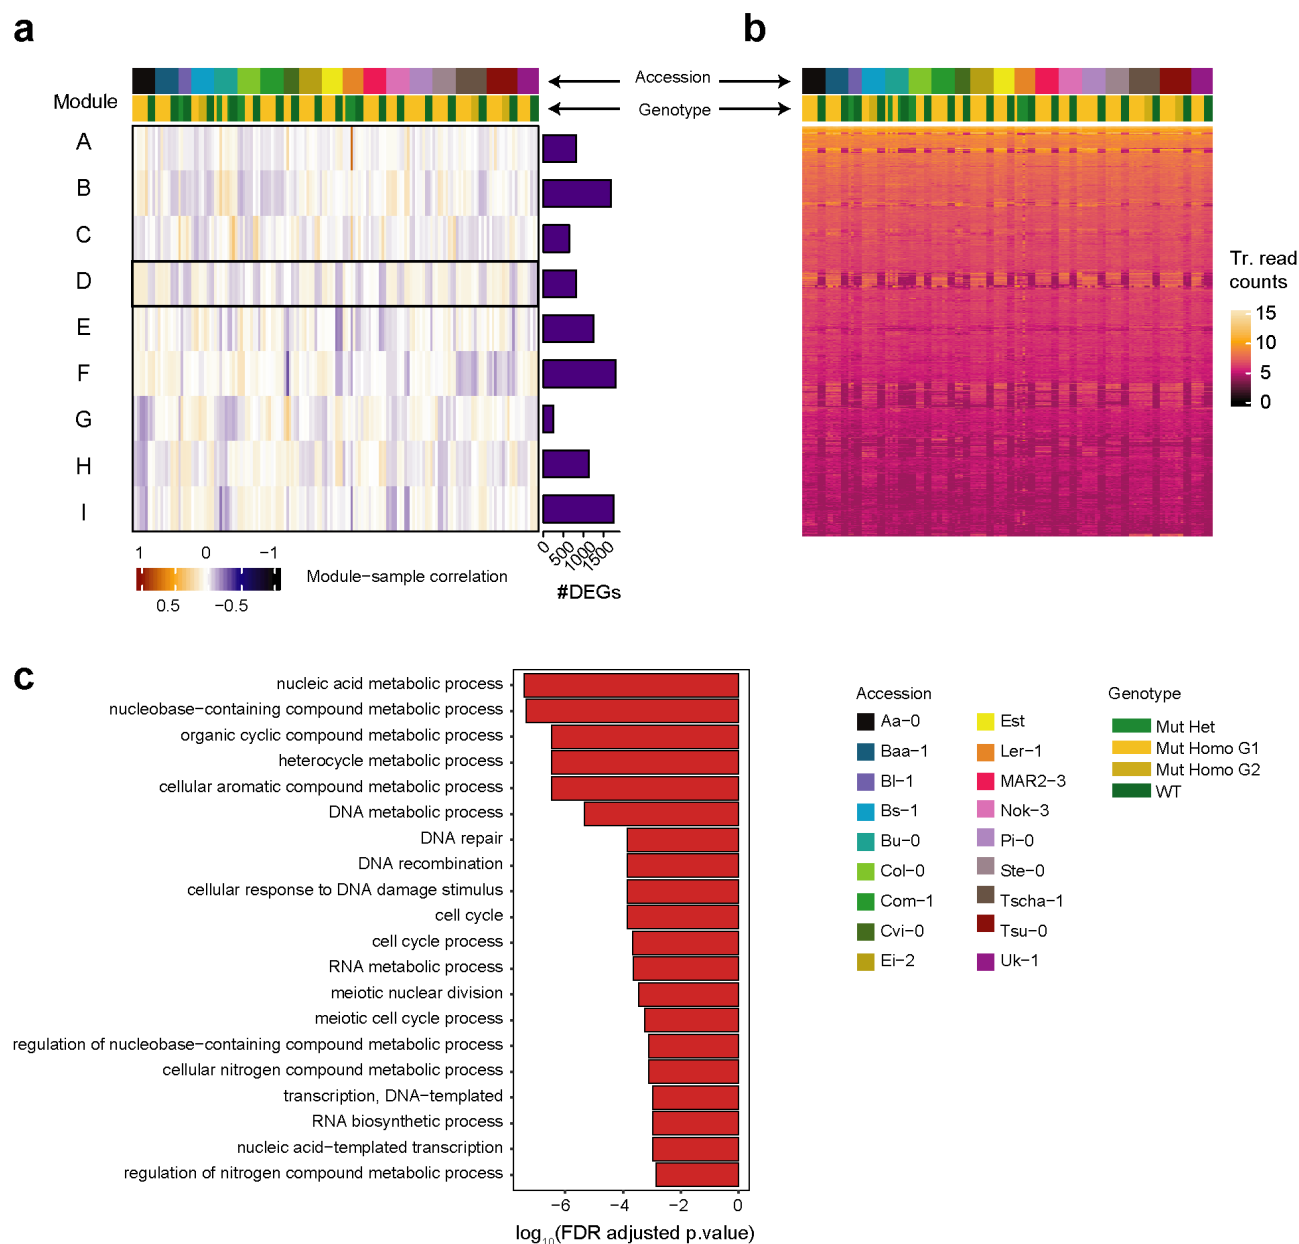 a
b
Module
Accession
Genotype
A
B
C
D
E
F
G
H
I
1
0
−1
0.5
−0.5
Module−sample correlation
0
500
1000
1500
#DEGs
Tr. read
counts
15
10
5
0
c
nucleic acid metabolic process
nucleobase−containing compound metabolic process
organic cyclic compound metabolic process
heterocycle metabolic process
cellular aromatic compound metabolic process
DNA metabolic process
DNA repair
DNA recombination
cellular response to DNA damage stimulus
cell cycle
cell cycle process
RNA metabolic process
meiotic nuclear division
meiotic cell cycle process
regulation of nucleobase−containing compound metabolic process
cellular nitrogen compound metabolic process
transcription, DNA−templated
RNA biosynthetic process
nucleic acid−templated transcription
regulation of nitrogen compound metabolic process
−6
−4
−2
0
log10(FDR adjusted p.value)
Accession
Aa−0
Baa−1
Bl−1
Bs−1
Bu−0
Col−0
Com−1
Cvi−0
Ei−2
Est
Ler−1
MAR2−3
Nok−3
Pi−0
Ste−0
Tscha−1
Tsu−0
Uk−1
Genotype
Mut Het
Mut Homo G1
Mut Homo G2
WT